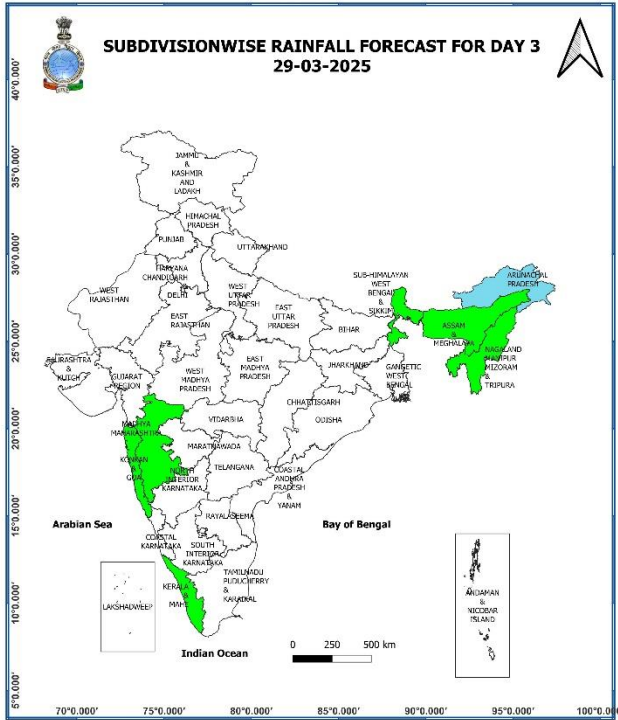 SUBDIVISIONWISE RAINFALL FORECAST FOR DAY 3
29-03-2025
40°0.000'
35°0.000'
30°0.000'
25°0.000'
20°0.000'
15°0.000'
10°0.000'
5°0.000'
JAMMU
&
KASHMIR
AND
LADAKH
HIMACHAL
PRADESH
PUNJAB
UTTARAKHAND
HARYANA
CHANDIGARH
&
DELHI
WEST
RAJASTHAN
WEST
UTTAR
PRADESH
EAST
RAJASTHAN
EAST
UTTAR
PRADESH
SUB-HIMALAYAN
WEST
BENGAL
&
SIKKIM
ARUNACHAL
PRADESH
BIHAR
ASSAM
&
MEGHALAYA
NAGALAND
MANIPUR
MIZORAM
&
TRIPURA
SAURASHTRA
&
KUTCH
GUJARAT
REGION
WEST
MADHYA
PRADESH
EAST
MADHYA
PRADESH
JHARKHAND
GANGETIC
WEST
BENGAL
CHHATISGARH
ODISHA
MADHYA
MAHARASHTRA
VIDARBHA
MARATHWADA
KONKAN
&
GOA
NORTH
INTERIOR
KARNATAKA
TELANGANA
COASTAL
ANDHRA
PRADESH
&
YANAM
RAYALASEEMA
Arabian Sea
Bay of Bengal
COASTAL
KARNATAKA
SOUTH
INTERIOR
KARNATAKA
TAMILNADU
PUDUCHERRY
&
KARAIKAL
KERALA
&
MAHE
LAKSHADWEEP
ANDAMAN
&
NICOBAR
ISLAND
Indian Ocean
0 250 500 km
70°0.000' 75°0.000' 80°0.000' 85°0.000' 90°0.000' 95°0.000' 100°0.000